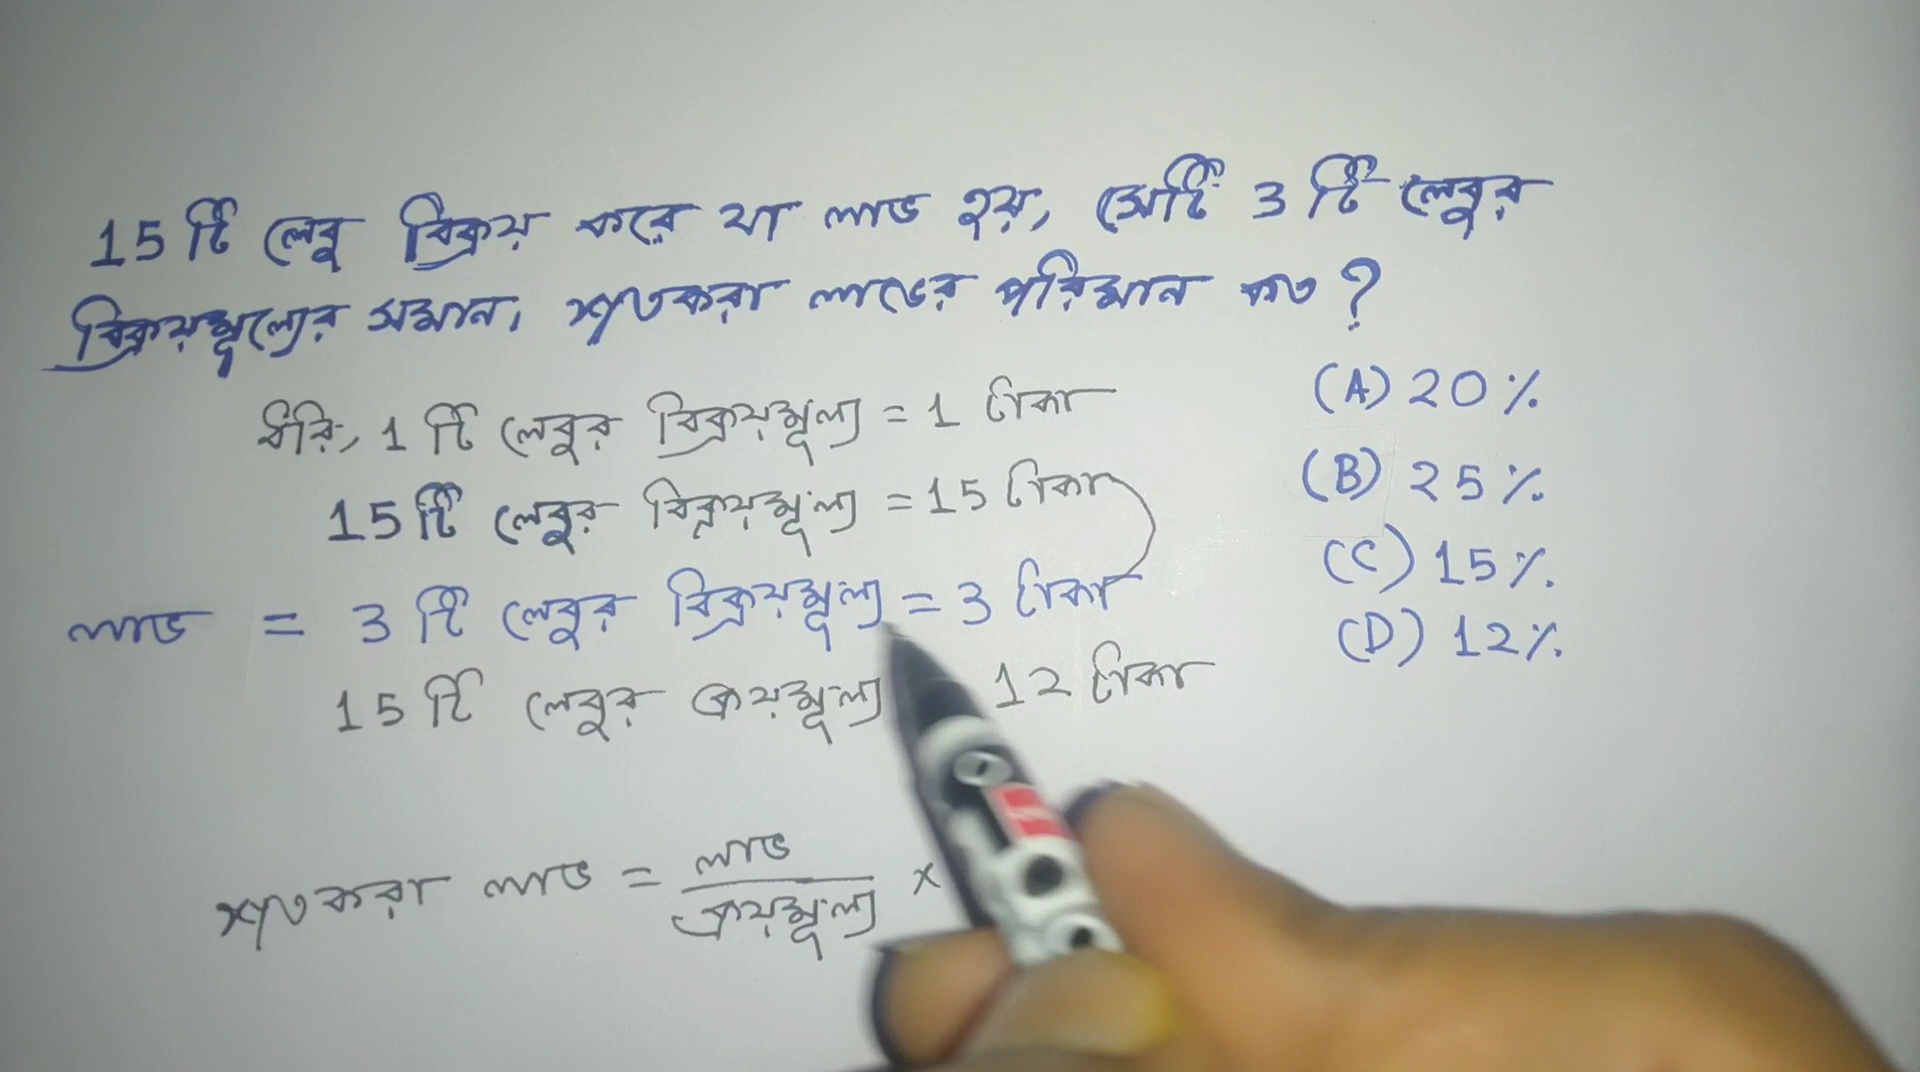 15 টি লেবু বিক্রয় করে যা লাভ হয়, সেটি 3 টি লেবুর
বিক্রয়মূল্যের সমান। শতকরা লাভের পরিমান কত ?
(A) 20 %.
ধরি, 1 টি লেবুর বিক্রয়মূল্য = 1 টাকা
(B) 25 %.
15 টি লেবুর বিক্রয়মূল্য = 15 টাকা
(C) 15 %.
লাভ = 3 টি লেবুর বিক্রয়মূল্য = 3 টাকা
(D) 12 %.
15 টি লেবুর ক্রয়মূল্য 12 টাকা
শতকরা লাভ = লাভ
ক্রয়মূল্য ×